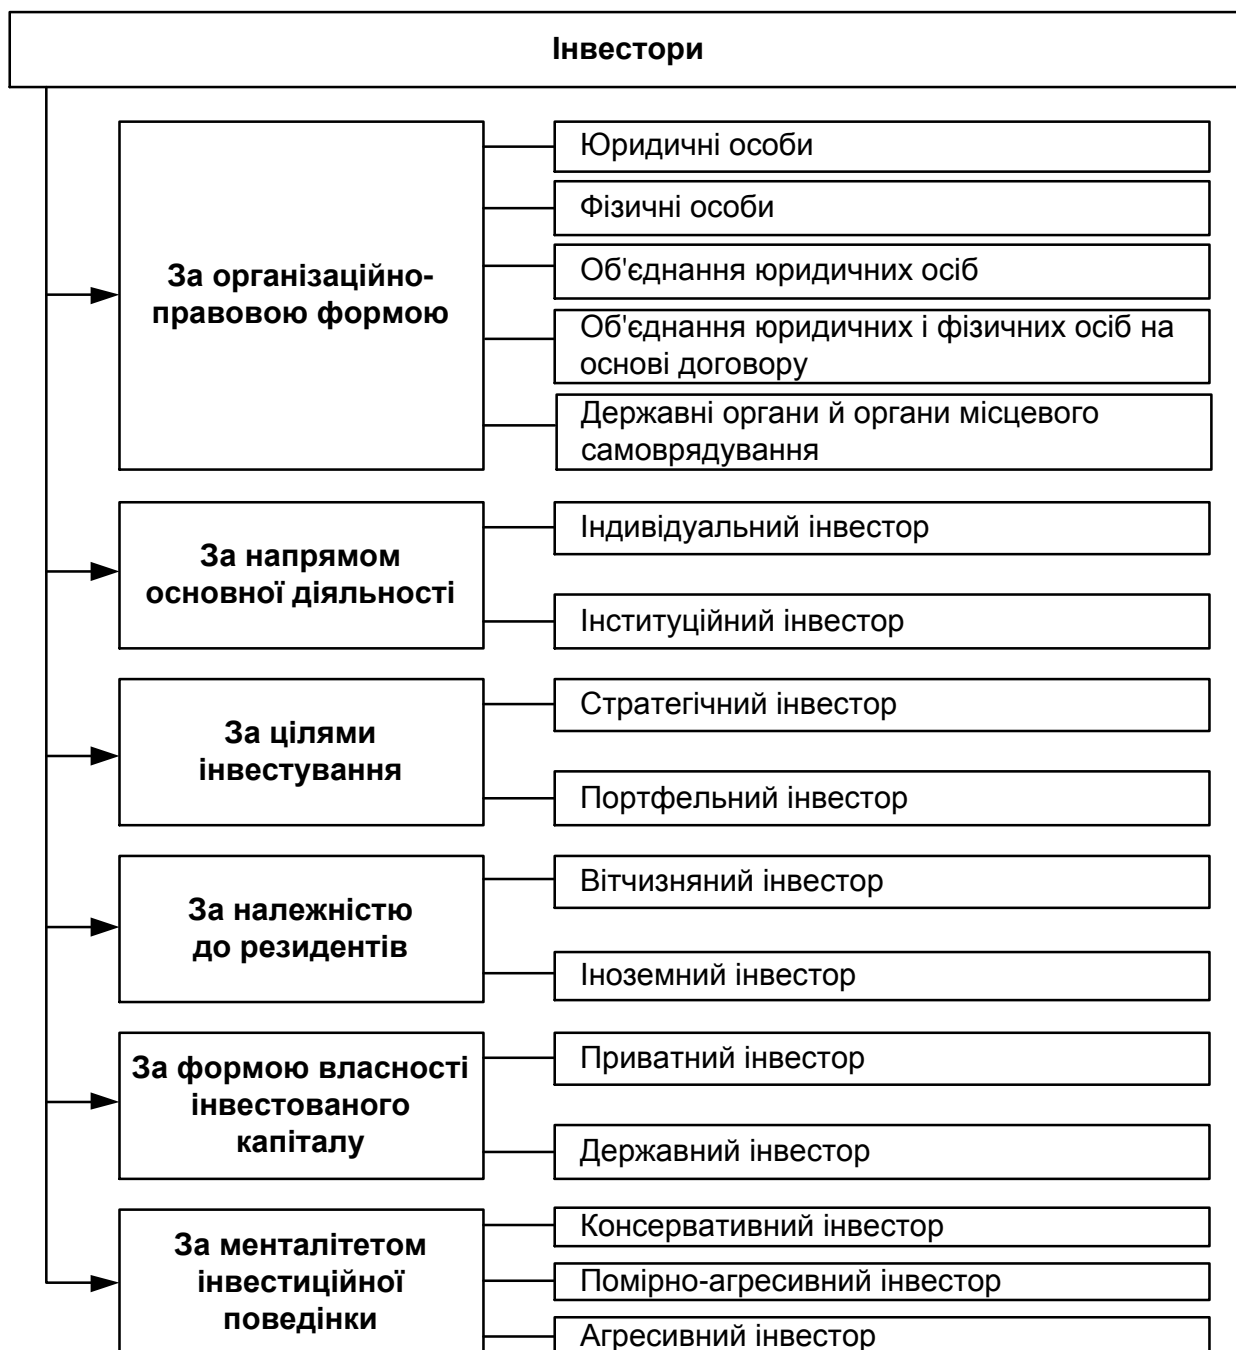 Інвестори
За організаційно-
правовою формою
Юридичні особи
Фізичні особи
Об'єднання юридичних осіб
Об'єднання юридичних і фізичних осіб на
основі договору
Державні органи й органи місцевого
самоврядування
За напрямом
основної діяльності
Індивідуальний інвестор
Інституційний інвестор
За цілями
інвестування
Стратегічний інвестор
Портфельний інвестор
За належністю
до резидентів
Вітчизняний інвестор
Іноземний інвестор
За формою власності
інвестованого
капіталу
Приватний інвестор
Державний інвестор
За менталітетом
інвестиційної
поведінки
Консервативний інвестор
Помірно-агресивний інвестор
Агресивний інвестор